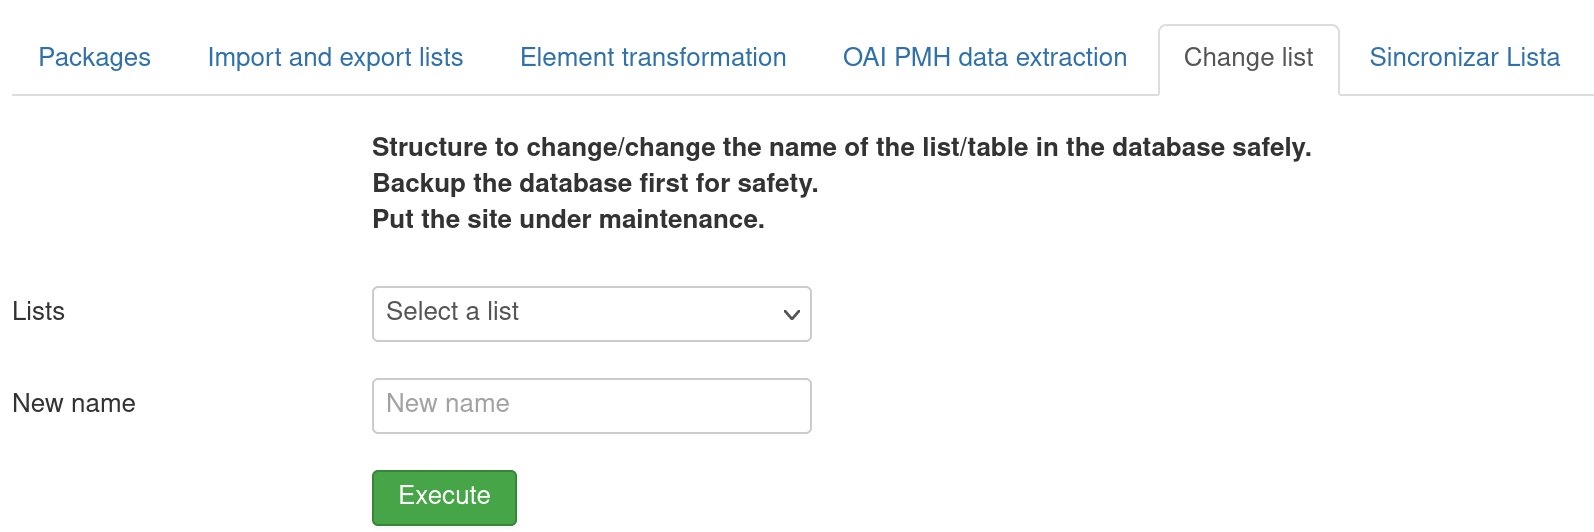 Packages Import and export lists Element transformation OAI PMH data extraction Change list Sincronizar Lista
Structure to change/change the name of the list/table in the database safely.
Backup the database first for safety.
Put the site under maintenance.
Lists Select a list
New name New name
Execute